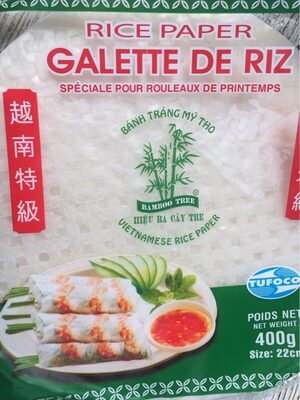 RICE PAPER
GALETTE DE RIZ
SPÉCIALE POUR ROULEAUX DE PRINTEMPS
越南特級
BÁNH TRÁNG MỸ THO
BAMBOO TREE ®
HIỆU BA CÂY TRE
VIETNAMESE RICE PAPER
TUFOCO
POIDS NET
NET WEIGHT
400g
Size: 22cm